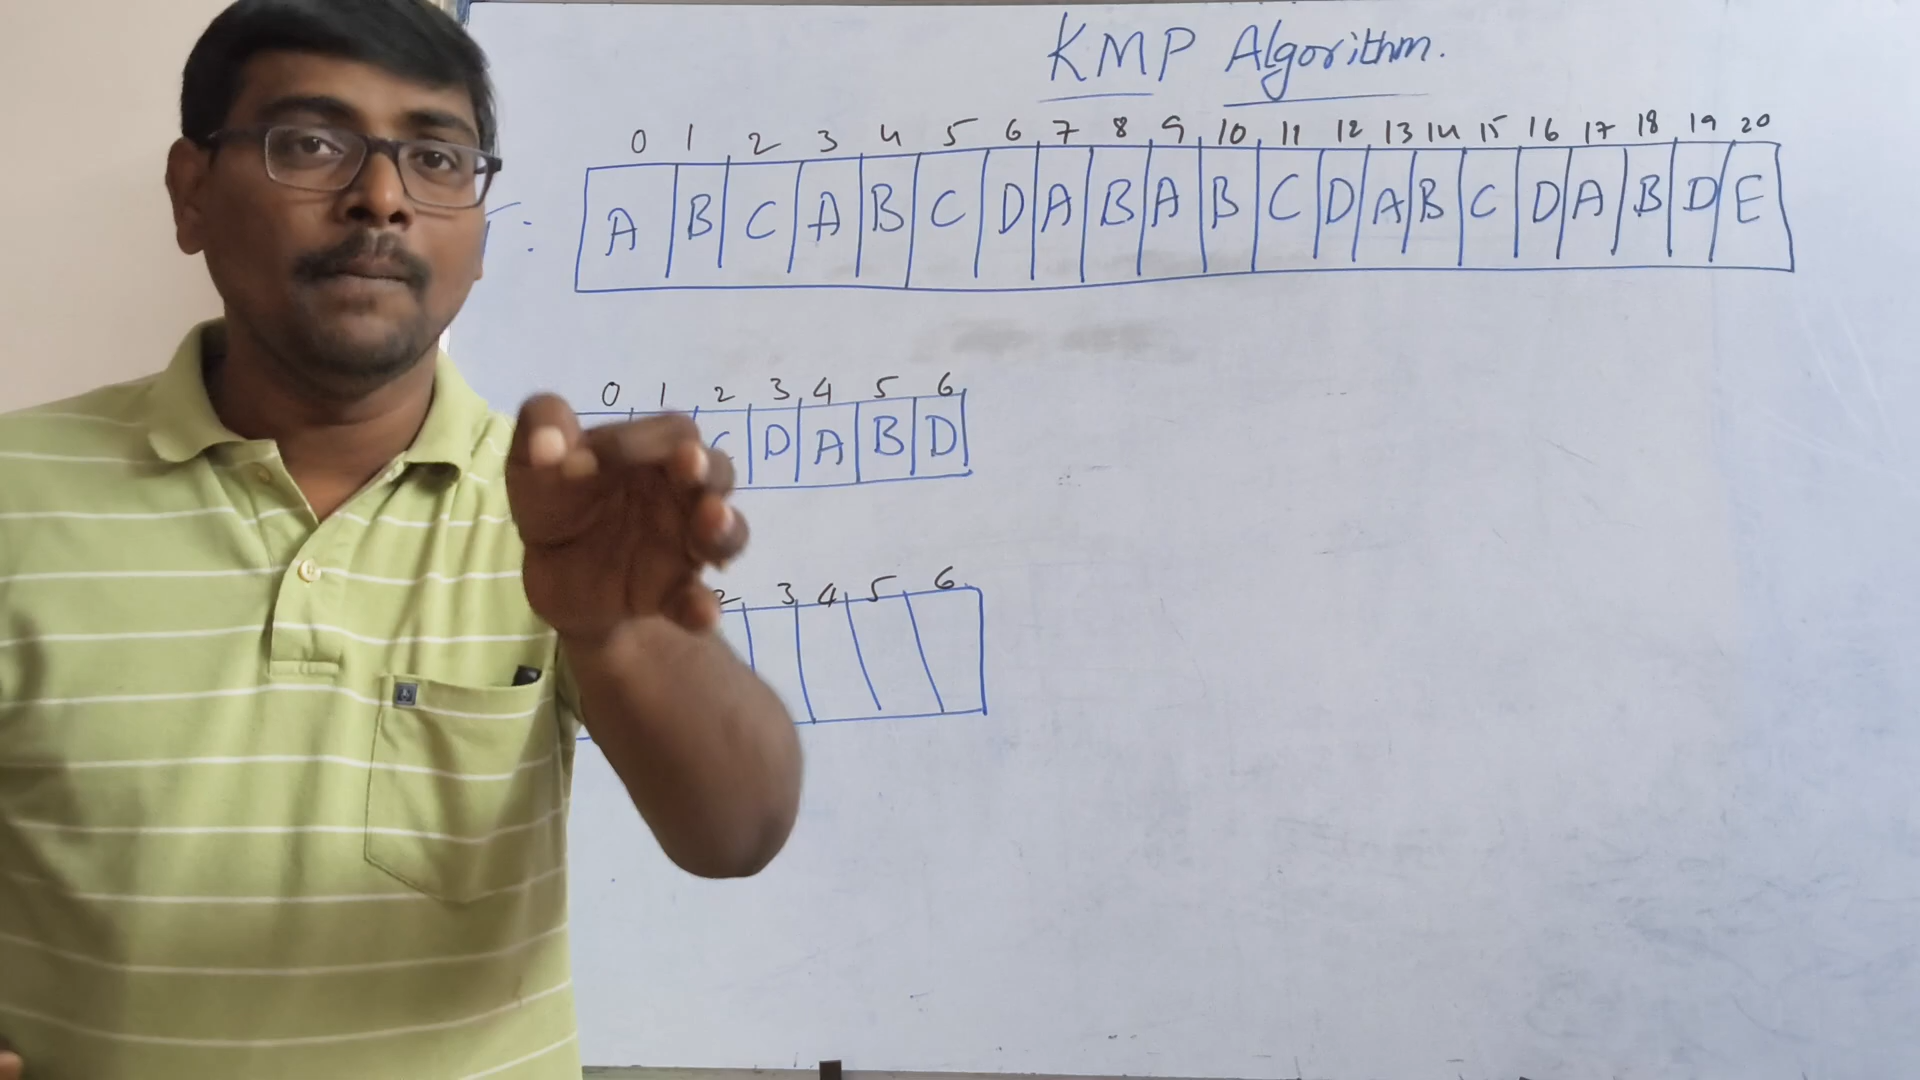 KMP Algorithm.
0 1 2 3 4 5 6 7 8 9 10 11 12 13 14 15 16 17 18 19 20
T: A B C A B C D A B A B C D A B C D A B D E
0 1 2 3 4 5 6
C D A B D
2 3 4 5 6